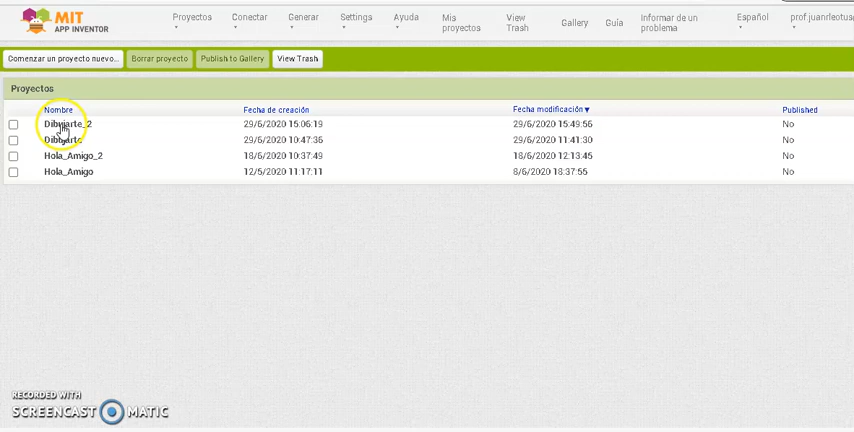 MIT
APP INVENTOR
Proyectos Conectar Generar Settings Ayuda Mis proyectos View Trash Gallery Guía Informar de un problema Español
Comenzar un proyecto nuevo... Borrar proyecto Publish to Gallery View Trash
Proyectos
Nombre Fecha de creación Fecha modificación▼ Published
Dibujarte_2 29/6/2020 15:06:19 29/6/2020 15:49:56 No
Dibujarte 29/6/2020 10:47:36 29/6/2020 11:41:30 No
Hola_Amigo_2 18/6/2020 10:37:49 18/6/2020 12:13:45 No
Hola_Amigo 12/5/2020 11:17:11 8/6/2020 18:37:55 No
RECORDED WITH
SCREENCAST MATIC